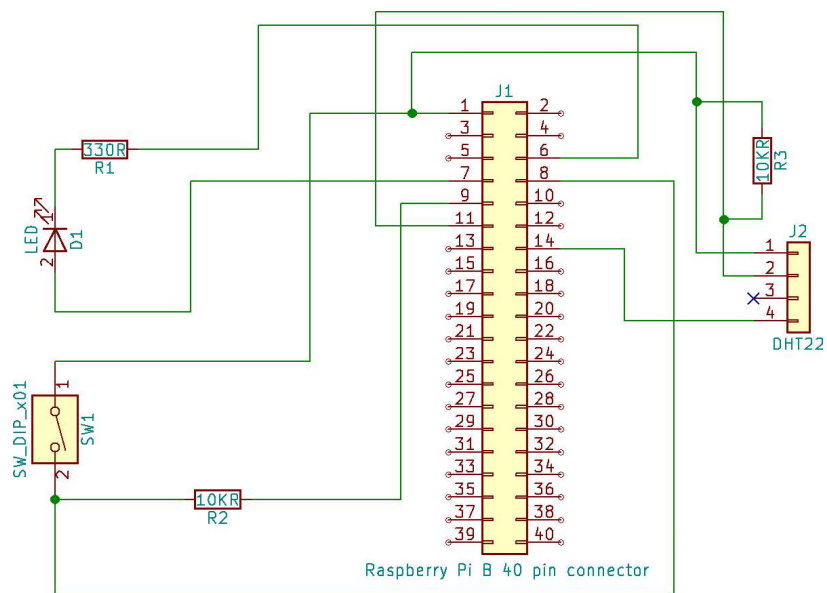 J1
1 2
3 4
330R
R1
5 6
10KR
R3
7 8
9 10
1
LED
D1
2
11 12
J2
13 14
1
15 16
2
17 18
3
19 20
4
21 22
DHT22
23 24
1
25 26
SW_DIP_x01
SW1
27 28
29 30
31 32
2
33 34
10KR
R2
35 36
37 38
39 40
Raspberry Pi B 40 pin connector